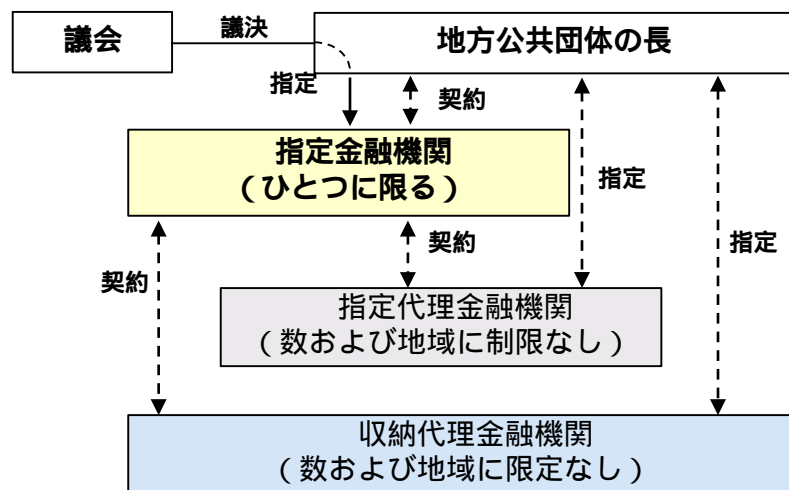 議会
議決
地方公共団体の長
指定
契約
指定金融機関
（ひとつに限る）
指定
契約
指定
契約
指定代理金融機関
（数および地域に制限なし）
収納代理金融機関
（数および地域に限定なし）